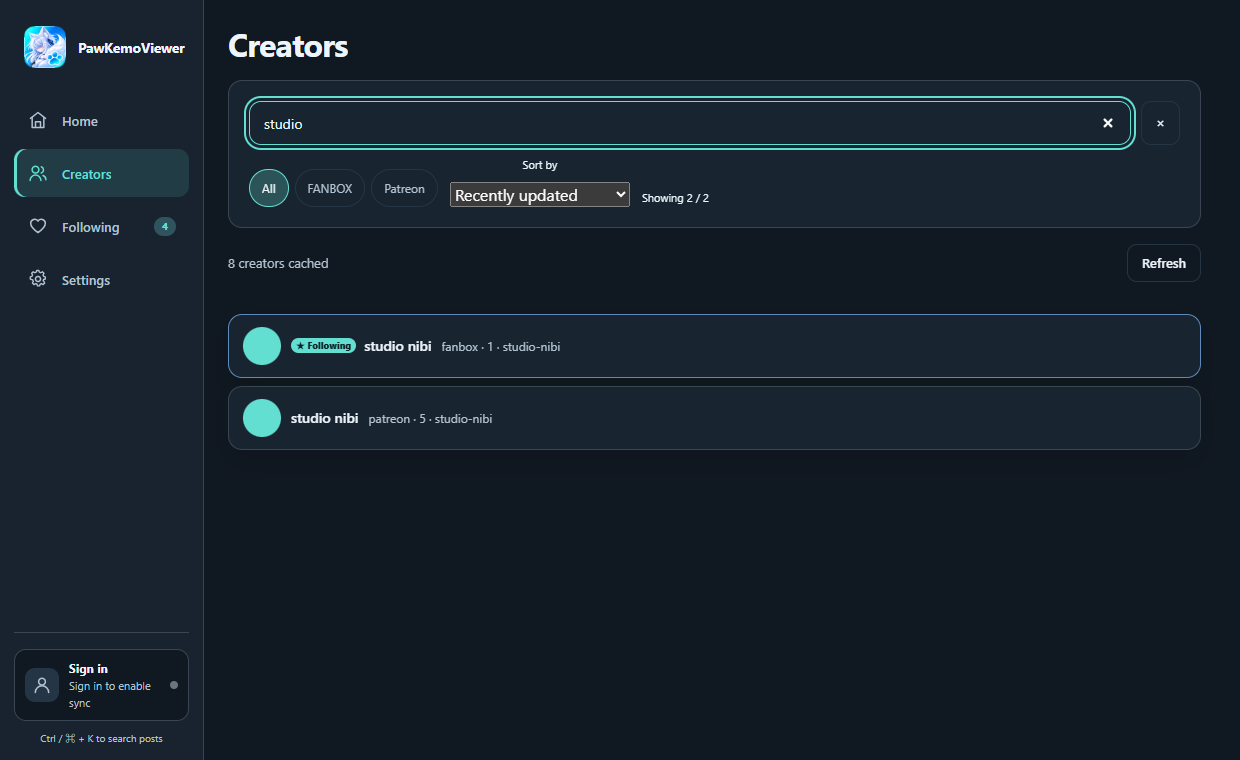 PawKemoViewer
Home
Creators
Following 4
Settings
Sign in
Sign in to enable
sync
Ctrl / ⌘ + K to search posts
Creators
studio × ×
Sort by
All FANBOX Patreon Recently updated Showing 2 / 2
8 creators cached Refresh
★ Following studio nibi fanbox · 1 · studio-nibi
studio nibi patreon · 5 · studio-nibi